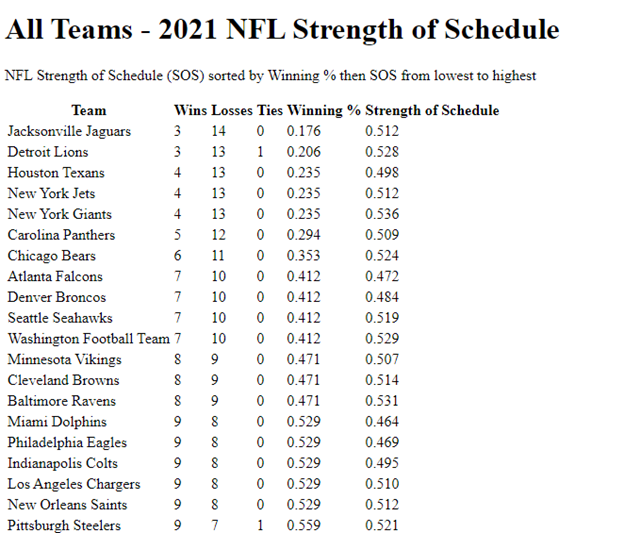 All Teams - 2021 NFL Strength of Schedule
NFL Strength of Schedule (SOS) sorted by Winning % then SOS from lowest to highest
Team Wins Losses Ties Winning % Strength of Schedule
Jacksonville Jaguars 3 14 0 0.176 0.512
Detroit Lions 3 13 1 0.206 0.528
Houston Texans 4 13 0 0.235 0.498
New York Jets 4 13 0 0.235 0.512
New York Giants 4 13 0 0.235 0.536
Carolina Panthers 5 12 0 0.294 0.509
Chicago Bears 6 11 0 0.353 0.524
Atlanta Falcons 7 10 0 0.412 0.472
Denver Broncos 7 10 0 0.412 0.484
Seattle Seahawks 7 10 0 0.412 0.519
Washington Football Team 7 10 0 0.412 0.529
Minnesota Vikings 8 9 0 0.471 0.507
Cleveland Browns 8 9 0 0.471 0.514
Baltimore Ravens 8 9 0 0.471 0.531
Miami Dolphins 9 8 0 0.529 0.464
Philadelphia Eagles 9 8 0 0.529 0.469
Indianapolis Colts 9 8 0 0.529 0.495
Los Angeles Chargers 9 8 0 0.529 0.510
New Orleans Saints 9 8 0 0.529 0.512
Pittsburgh Steelers 9 7 1 0.559 0.521